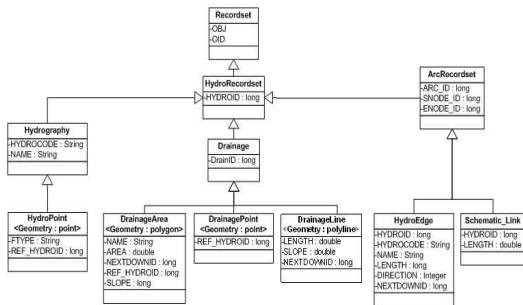 Recordset
-OBJ
-OID
HydroRecordset
-HYDROID : long
ArcRecordset
-ARC_ID : long
-SNODE_ID : long
-ENODE_ID : long
Hydrography
-HYDROCODE : String
-NAME : String
Drainage
-DrainID : long
HydroPoint
<Geometry : point>
-FTYPE : String
-REF_HYDROID : long
DrainageArea
<Geometry : polygon>
-NAME : String
-AREA : double
-NEXTDOWNID : long
-REF_HYDROID : long
-SLOPE : long
DrainagePoint
<Geometry : point>
-REF_HYDROID : long
DrainageLine
<Geometry : polyline>
-LENGTH : double
-SLOPE : double
-NEXTDOWNID : long
HydroEdge
-HYDROID : long
-HYDROCODE : String
-NAME : String
-LENGTH : long
-DIRECTION : Integer
-NEXTDOWNID : long
Schematic_Link
-HYDROID : long
-LENGTH : double